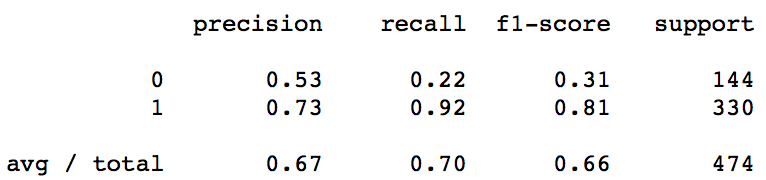 precision recall f1-score support
0 0.53 0.22 0.31 144
1 0.73 0.92 0.81 330
avg / total 0.67 0.70 0.66 474